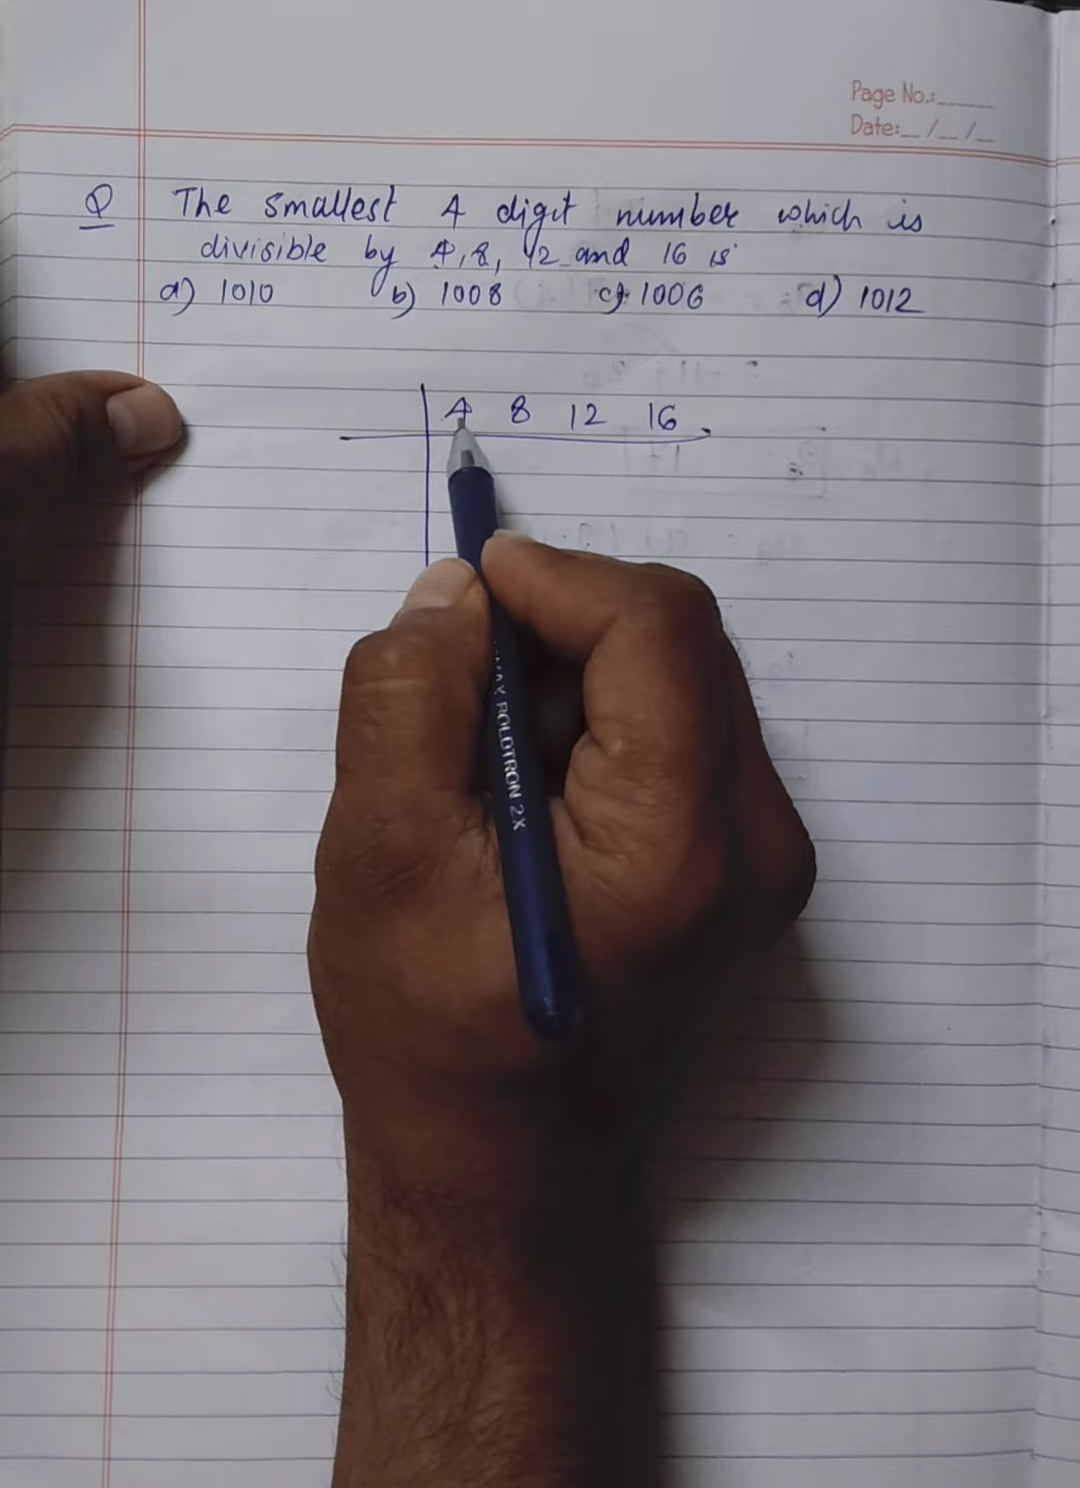 Page No.:
Date: / /
Q The smallest 4 digit number which is
divisible by 4, 8, 12 and 16 is
a) 1010 b) 1008 c) 1006 d) 1012
4 8 12 16
BOLDTRON 2X